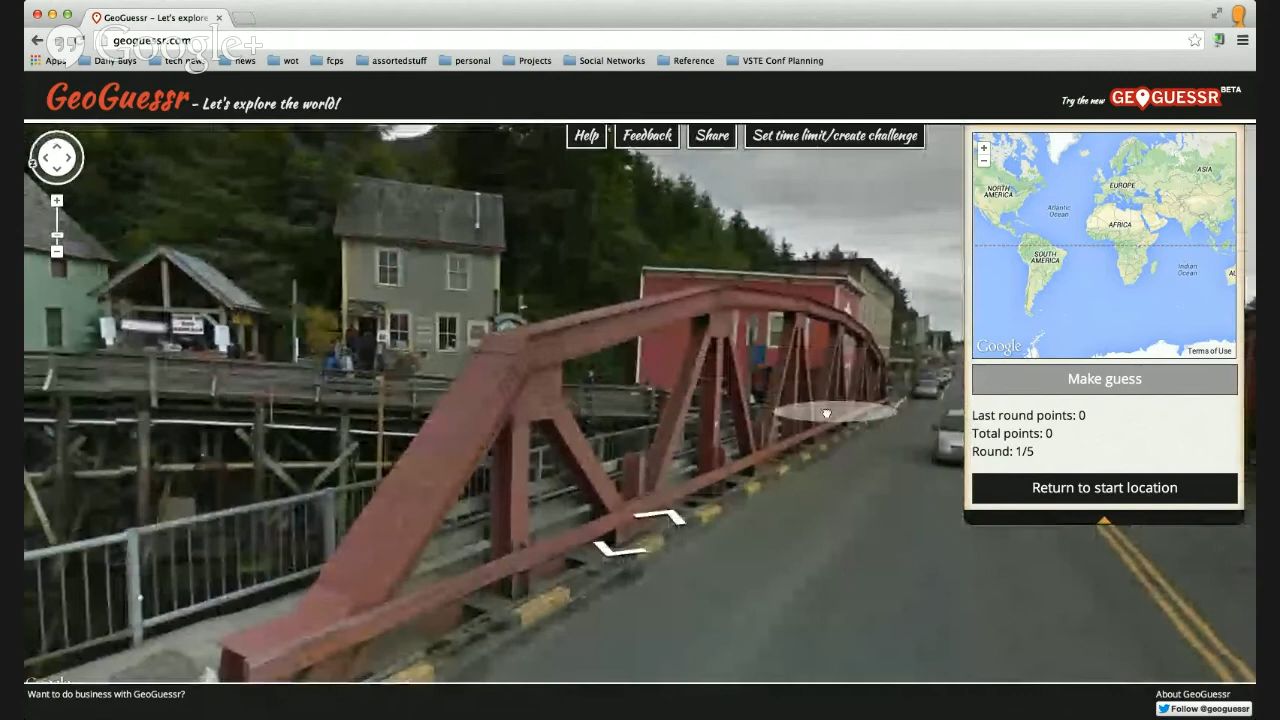 GeoGuessr – Let's explore
Google+
geoguessr.com
Apps
Daily Buys
tech news
news
wot
fcps
assortedstuff
personal
Projects
Social Networks
Reference
VSTE Conf Planning
GeoGuessr – Let's explore the world!
Try the new GEOGUESSR BETA
Help
Feedback
Share
Set time limit/create challenge
NORTH AMERICA
Atlantic Ocean
EUROPE
ASIA
AFRICA
SOUTH AMERICA
Indian Ocean
Google
Terms of Use
Make guess
Last round points: 0
Total points: 0
Round: 1/5
Return to start location
Want to do business with GeoGuessr?
About GeoGuessr
Follow @geoguessr